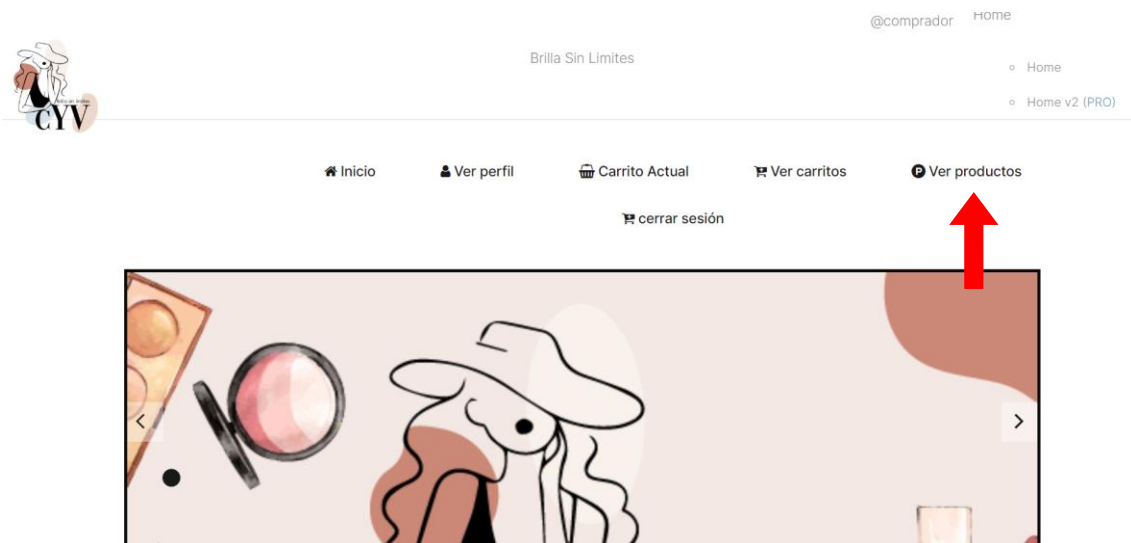 @comprador
Home
Brilla Sin Limites
Home
Home v2 (PRO)
CYV
Inicio
Ver perfil
Carrito Actual
Ver carritos
P Ver productos
cerrar sesión